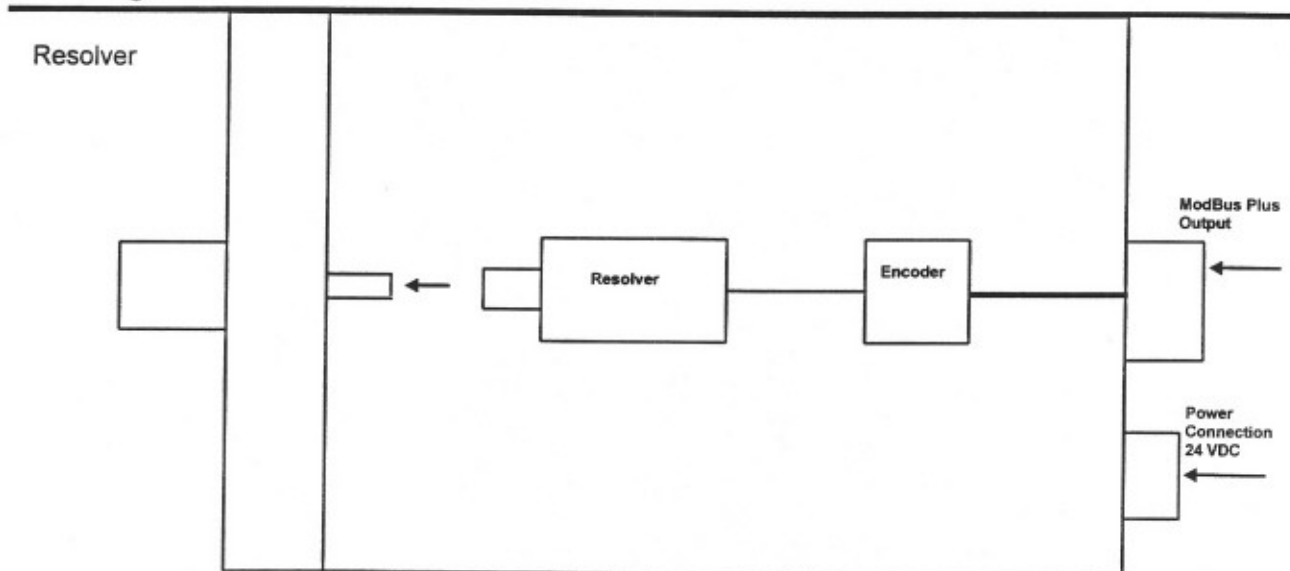 Resolver
ModBus Plus
Output
Resolver
Encoder
Power
Connection
24 VDC